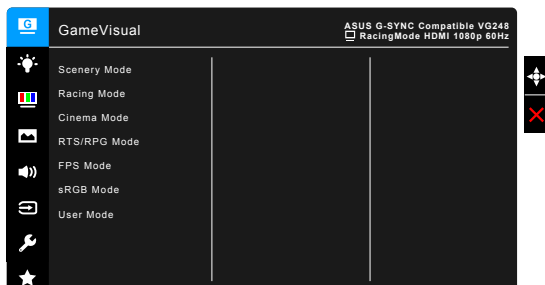 G
GameVisual
ASUS G-SYNC Compatible VG248
RacingMode HDMI 1080p 60Hz
Scenery Mode
Racing Mode
Cinema Mode
RTS/RPG Mode
FPS Mode
sRGB Mode
User Mode